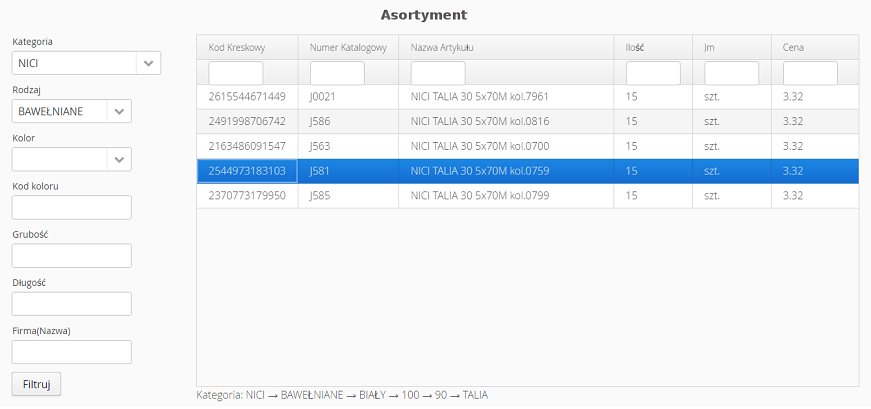 Asortyment
Kategoria
NICI
Rodzaj
BAWEŁNIANE
Kolor
Kod koloru
Grubość
Długość
Firma(Nazwa)
Filtruj
Kod Kreskowy Numer Katalogowy Nazwa Artykułu Ilość Jm Cena
2615544671449 J0021 NICI TALIA 30 5x70M kol.7961 15 szt. 3.32
2491998706742 J586 NICI TALIA 30 5x70M kol.0816 15 szt. 3.32
2163486091547 J563 NICI TALIA 30 5x70M kol.0700 15 szt. 3.32
2544973183103 J581 NICI TALIA 30 5x70M kol.0759 15 szt. 3.32
2370773179950 J585 NICI TALIA 30 5x70M kol.0799 15 szt. 3.32
Kategoria: NICI → BAWEŁNIANE → BIAŁY → 100 → 90 → TALIA